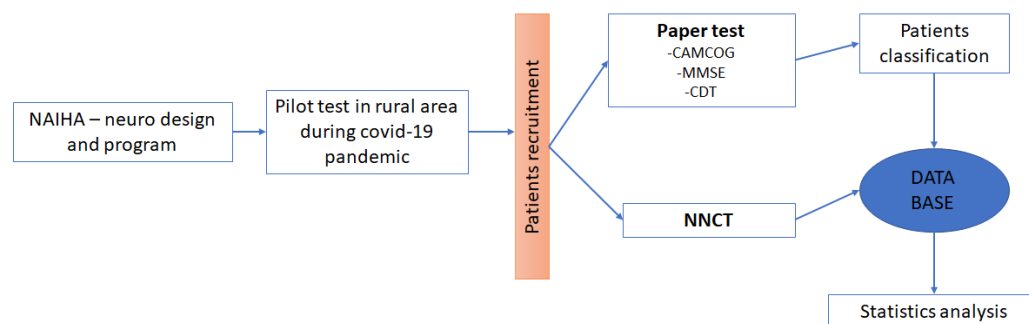 NAIHA – neuro design
and program
Pilot test in rural area
during covid-19
pandemic
Patients recruitment
Paper test
-CAMCOG
-MMSE
-CDT
Patients
classification
NNCT
DATA
BASE
Statistics analysis